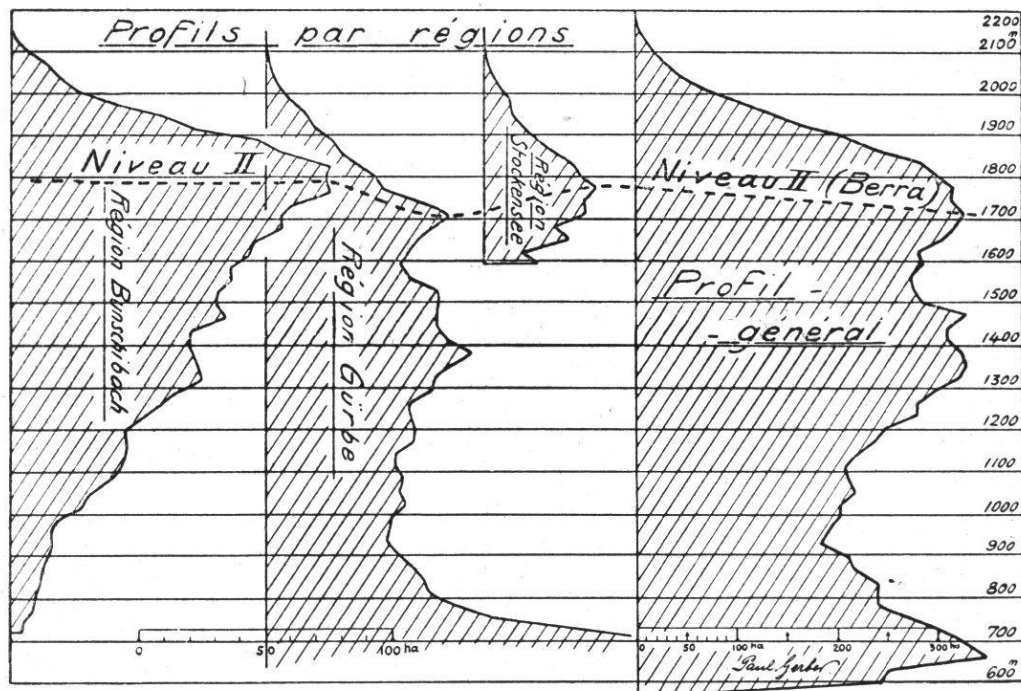 Profils par régions
Niveau II
Région Bunschibach
Région Gürbe
Région
Stockensee
Niveau II (Berra)
Profil -
- général
2200
m
2100
2000
1900
1800
1700
1600
1500
1400
1300
1200
1100
1000
900
800
700
600 m
0 50 100 ha
0 50 100 ha 200 300 ha
Paul Gerber